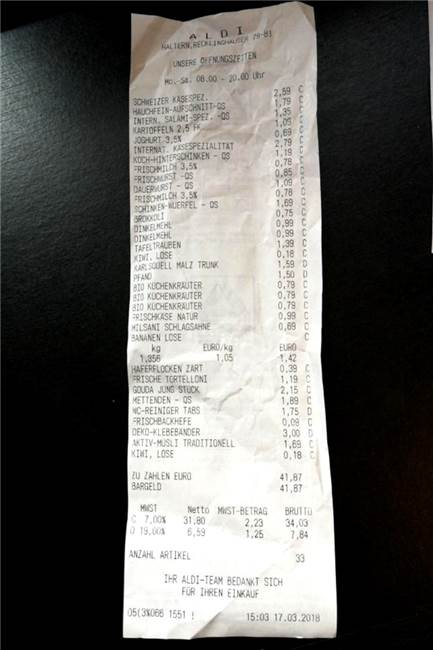 ALDI
HALTERN, RECKLINGHÄUSER 79-81
UNSERE ÖFFNUNGSZEITEN
Mo.-Sa. 08.00 - 20.00 Uhr
SCHWEIZER KÄSESPEZ. 2,59 C
HAUCHFEIN-AUFSCHNITT-QS 1,79 C
INTERN. SALAMI-SPEZ. -QS 1,35 C
KARTOFFELN 2,5 FK 1,09 C
JOGHURT 3,5% 0,69 C
INTERNAT. KÄSESPEZIALITÄT 2,79 C
KOCH-HINTERSCHINKEN - QS 1,19 C
FRISCHMILCH 3,5% 0,78 C
FRISCHWURST -QS 0,85 C
DAUERWURST - QS 1,09 C
FRISCHMILCH 3,5% 0,78 C
SCHINKEN-WÜRFEL - QS 1,69 C
BROKKOLI 0,75 C
DINKELMEHL 0,99 C
DINKELMEHL 0,99 C
TAFELTRAUBEN 1,39 C
KIWI, LOSE 0,18 C
KARLSQUELL MALZ TRUNK 1,59 D
PFAND 1,50 D
BIO KÜCHENKRÄUTER 0,79 C
BIO KÜCHENKRÄUTER 0,79 C
BIO KÜCHENKRÄUTER 0,79 C
FRISCHKÄSE NATUR 0,99 C
MILSANI SCHLAGSAHNE 0,69 C
BANANEN LOSE C
kg EURO/kg EURO
1,356 1.05 1,42
HAFERFLOCKEN ZART 0,39 C
FRISCHE TORTELLONI 1,19 C
GOUDA JUNG STÜCK 2,15 C
METTENDEN - QS 1,89 C
WC-REINIGER TABS 1,75 D
FRISCHBACKHEFE 0,09 C
DEKO-KLEBEBÄNDER 3,00 D
AKTIV-MÜSLI TRADITIONELL 1,69 C
KIWI, LOSE 0,18 C
ZU ZAHLEN EURO 41,87
BARGELD 41,87
MWST Netto MWST-BETRAG BRUTTO
C 7,00% 31,80 2,23 34,03
D 19,00% 6,59 1,25 7,84
ANZAHL ARTIKEL 33
IHR ALDI-TEAM BEDANKT SICH
FÜR IHREN EINKAUF
05(3%066 1551 ! 15:03 17.03.2018